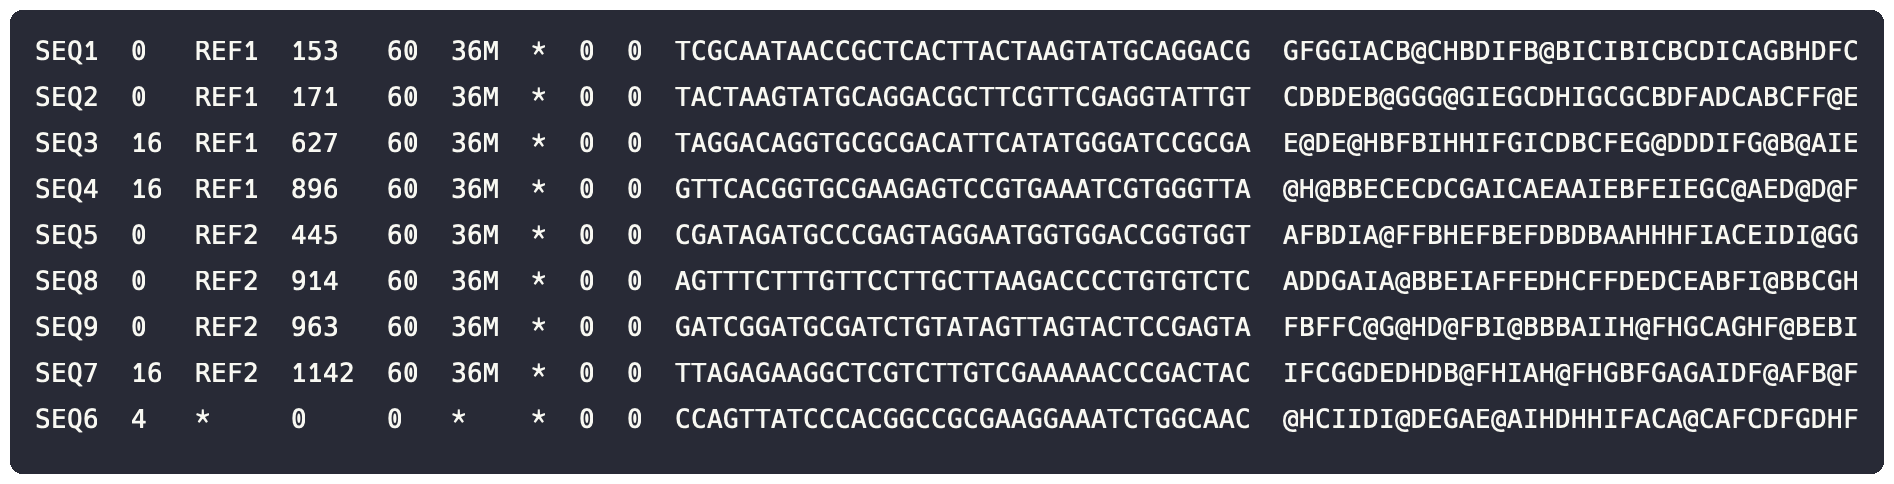 SEQ1 0 REF1 153 60 36M * 0 0 TCGCAATAACCGCTCACTTACTAAGTATGCAGGACG GFGGIACB@CHBDIFB@BICIBICBCDICAGBHDFC
SEQ2 0 REF1 171 60 36M * 0 0 TACTAAGTATGCAGGACGCTTCGTTCGAGGTATTGT CDBDEB@GGG@GIEGCDHIGCGCBDFADCABCFF@E
SEQ3 16 REF1 627 60 36M * 0 0 TAGGACAGGTGCGCGACATTCATATGGGATCCGCGA E@DE@HBFBIHHIFGICDBCFEG@DDDIFG@B@AIE
SEQ4 16 REF1 896 60 36M * 0 0 GTTCACGGTGCGAAGAGTCCGTGAAATCGTGGGTTA @H@BBECECDCGAICAEAAIEBFEIEGC@AED@D@F
SEQ5 0 REF2 445 60 36M * 0 0 CGATAGATGCCCGAGTAGGAATGGTGGACCGGTGGT AFBDIA@FFBHEFBEFDBDBAAHHHFIACEIDI@GG
SEQ8 0 REF2 914 60 36M * 0 0 AGTTTCTTTGTTCCTTGCTTAAGACCCCTGTGTCTC ADDGAIA@BBEIAFFEDHCFFDEDCEABFI@BBCGH
SEQ9 0 REF2 963 60 36M * 0 0 GATCGGATGCGATCTGTATAGTTAGTACTCCGAGTA FBFFC@G@HD@FBI@BBBAIIH@FHGCAGHF@BEBI
SEQ7 16 REF2 1142 60 36M * 0 0 TTAGAGAAGGCTCGTCTTGTCGAAAAACCCGACTAC IFCGGDEDHDB@FHIAH@FHGBFGAGAIDF@AFB@F
SEQ6 4 * 0 0 * * 0 0 CCAGTTATCCCACGGCCGCGAAGGAAATCTGGCAAC @HCIIDI@DEGAE@AIHDHHIFACA@CAFCDFGDHF